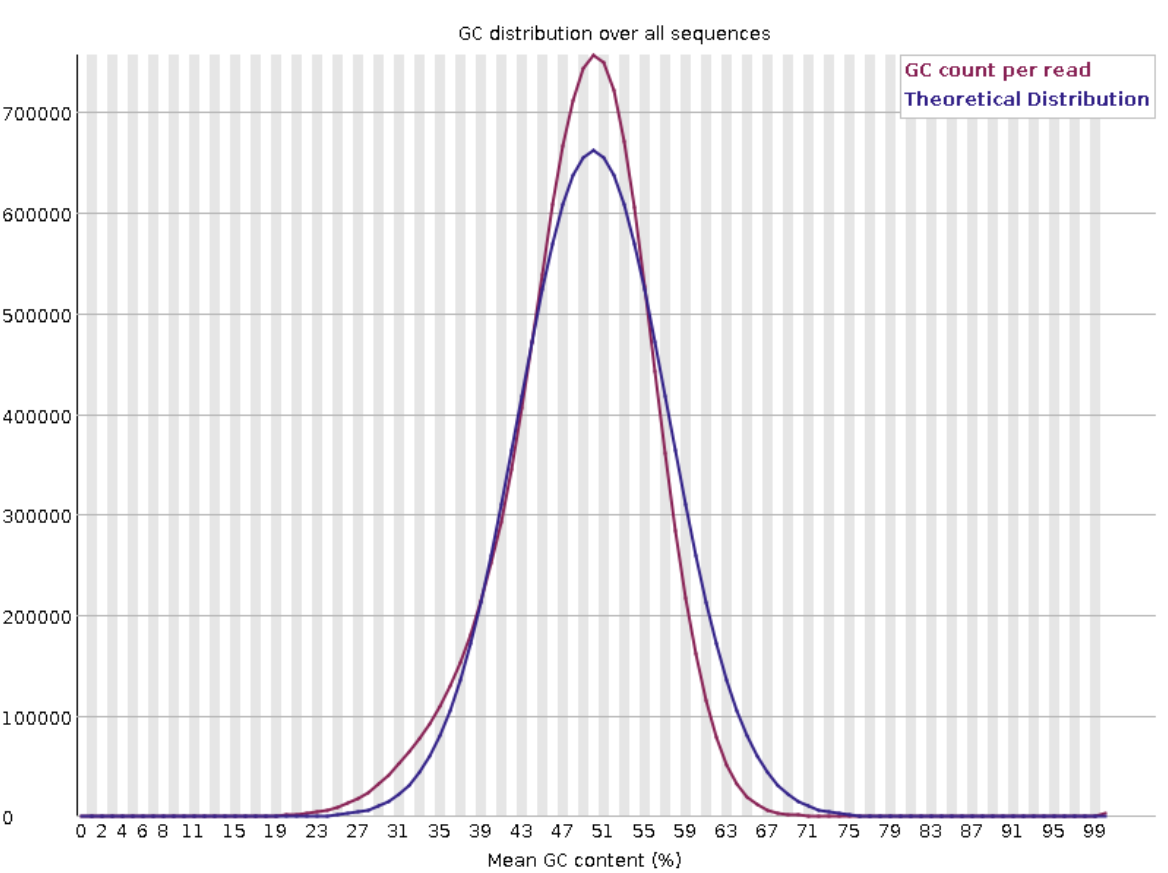 GC distribution over all sequences
GC count per read
Theoretical Distribution
700000
600000
500000
400000
300000
200000
100000
0
0 2 4 6 8 11 15 19 23 27 31 35 39 43 47 51 55 59 63 67 71 75 79 83 87 91 95 99
Mean GC content (%)